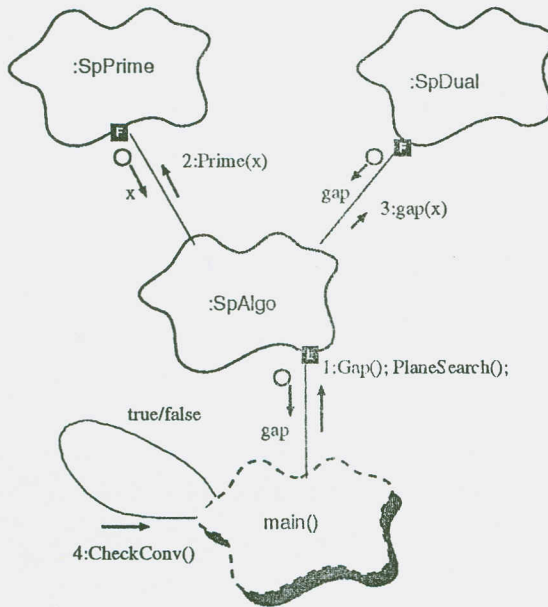 :SpPrime
:SpDual
F
F
2:Prime(x)
x
gap
3:gap(x)
:SpAlgo
1:Gap(); PlaneSearch();
true/false
gap
main()
4:CheckConv()